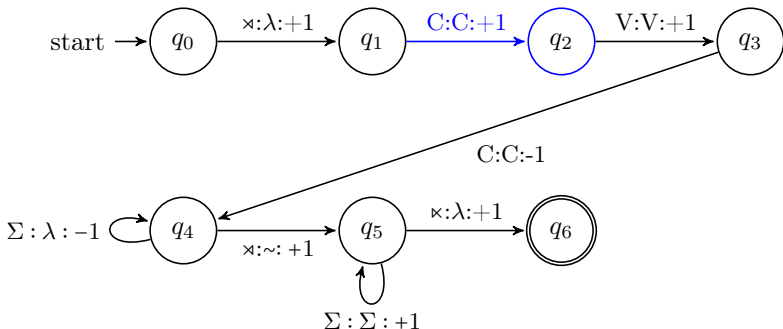 start q0 ⋊:λ:+1 q1 C:C:+1 q2 V:V:+1 q3
C:C:-1
Σ : λ : −1 q4 ⋊:∼: +1 q5 ⋉:λ:+1 q6
Σ : Σ : +1